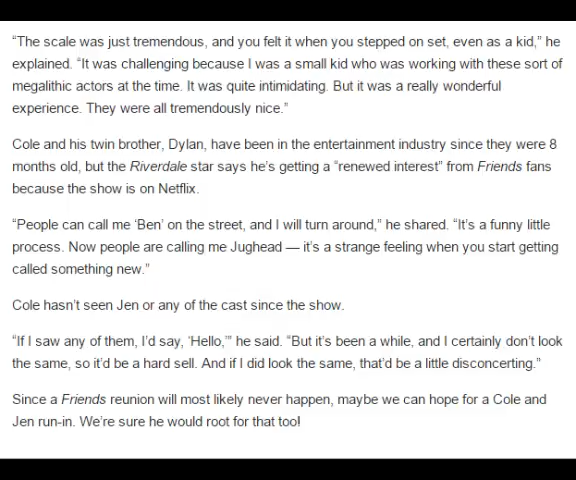 “The scale was just tremendous, and you felt it when you stepped on set, even as a kid,” he
explained. “It was challenging because I was a small kid who was working with these sort of
megalithic actors at the time. It was quite intimidating. But it was a really wonderful
experience. They were all tremendously nice.”
Cole and his twin brother, Dylan, have been in the entertainment industry since they were 8
months old, but the Riverdale star says he’s getting a “renewed interest” from Friends fans
because the show is on Netflix.
“People can call me ‘Ben’ on the street, and I will turn around,” he shared. “It’s a funny little
process. Now people are calling me Jughead — it’s a strange feeling when you start getting
called something new.”
Cole hasn’t seen Jen or any of the cast since the show.
“If I saw any of them, I’d say, ‘Hello,’” he said. “But it’s been a while, and I certainly don’t look
the same, so it’d be a hard sell. And if I did look the same, that’d be a little disconcerting.”
Since a Friends reunion will most likely never happen, maybe we can hope for a Cole and
Jen run-in. We’re sure he would root for that too!